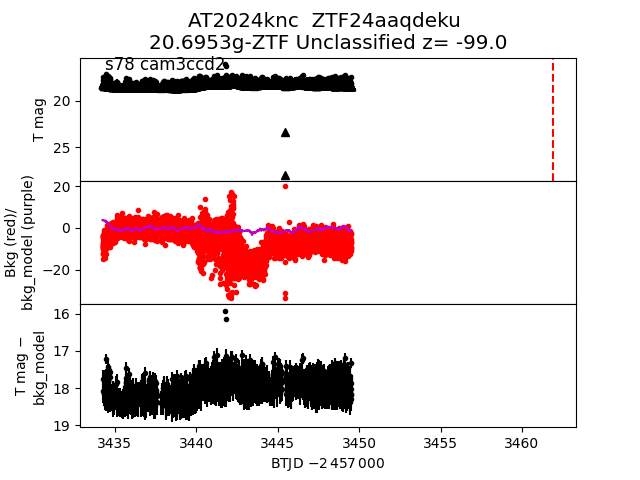 AT2024knc  ZTF24aaqdeku
20.6953g-ZTF Unclassified z= -99.0
s78 cam3ccd2
T mag
20
25
Bkg (red)/
bkg_model (purple)
20
0
−20
T mag −
bkg_model
16
17
18
19
3435 3440 3445 3450 3455 3460
BTJD −2 457 000